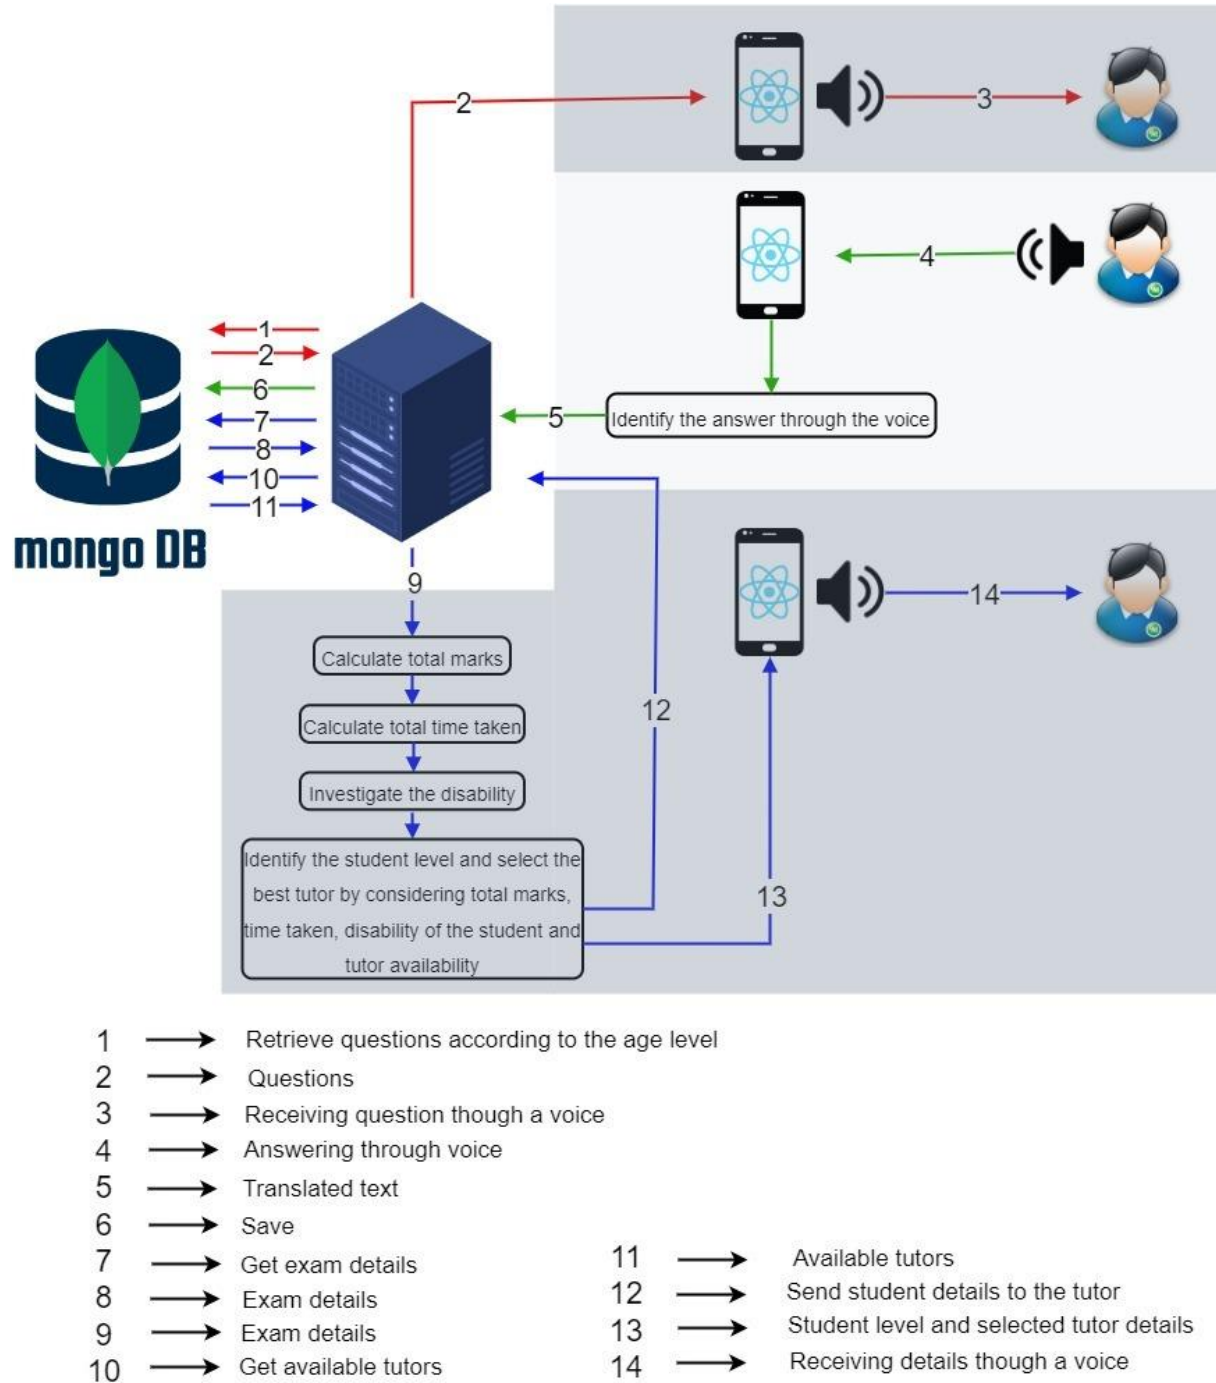 2
3
4
1
2
6
5
Identify the answer through the voice
7
8
10
11
mongo DB
9
14
Calculate total marks
12
Calculate total time taken
Investigate the disability
Identify the student level and select the
best tutor by considering total marks,
13
time taken, disability of the student and
tutor availability
1 Retrieve questions according to the age level
2 Questions
3 Receiving question though a voice
4 Answering through voice
5 Translated text
6 Save
7 Get exam details
8 Exam details
9 Exam details
10 Get available tutors
11 Available tutors
12 Send student details to the tutor
13 Student level and selected tutor details
14 Receiving details though a voice